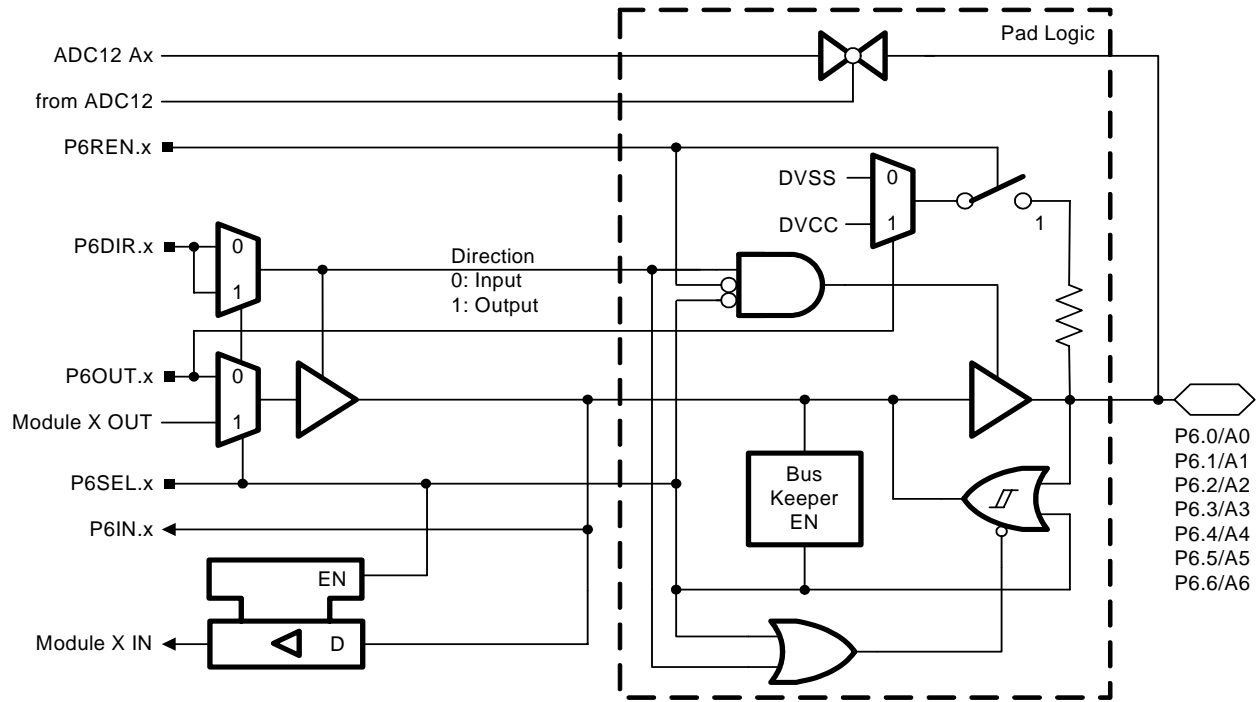 Pad Logic
ADC12 Ax
from ADC12
P6REN.x
DVSS
0
DVCC
1
1
P6DIR.x
0
1
Direction
0: Input
1: Output
P6OUT.x
0
Module X OUT
1
P6SEL.x
Bus
Keeper
EN
P6IN.x
EN
Module X IN
D
P6.0/A0
P6.1/A1
P6.2/A2
P6.3/A3
P6.4/A4
P6.5/A5
P6.6/A6